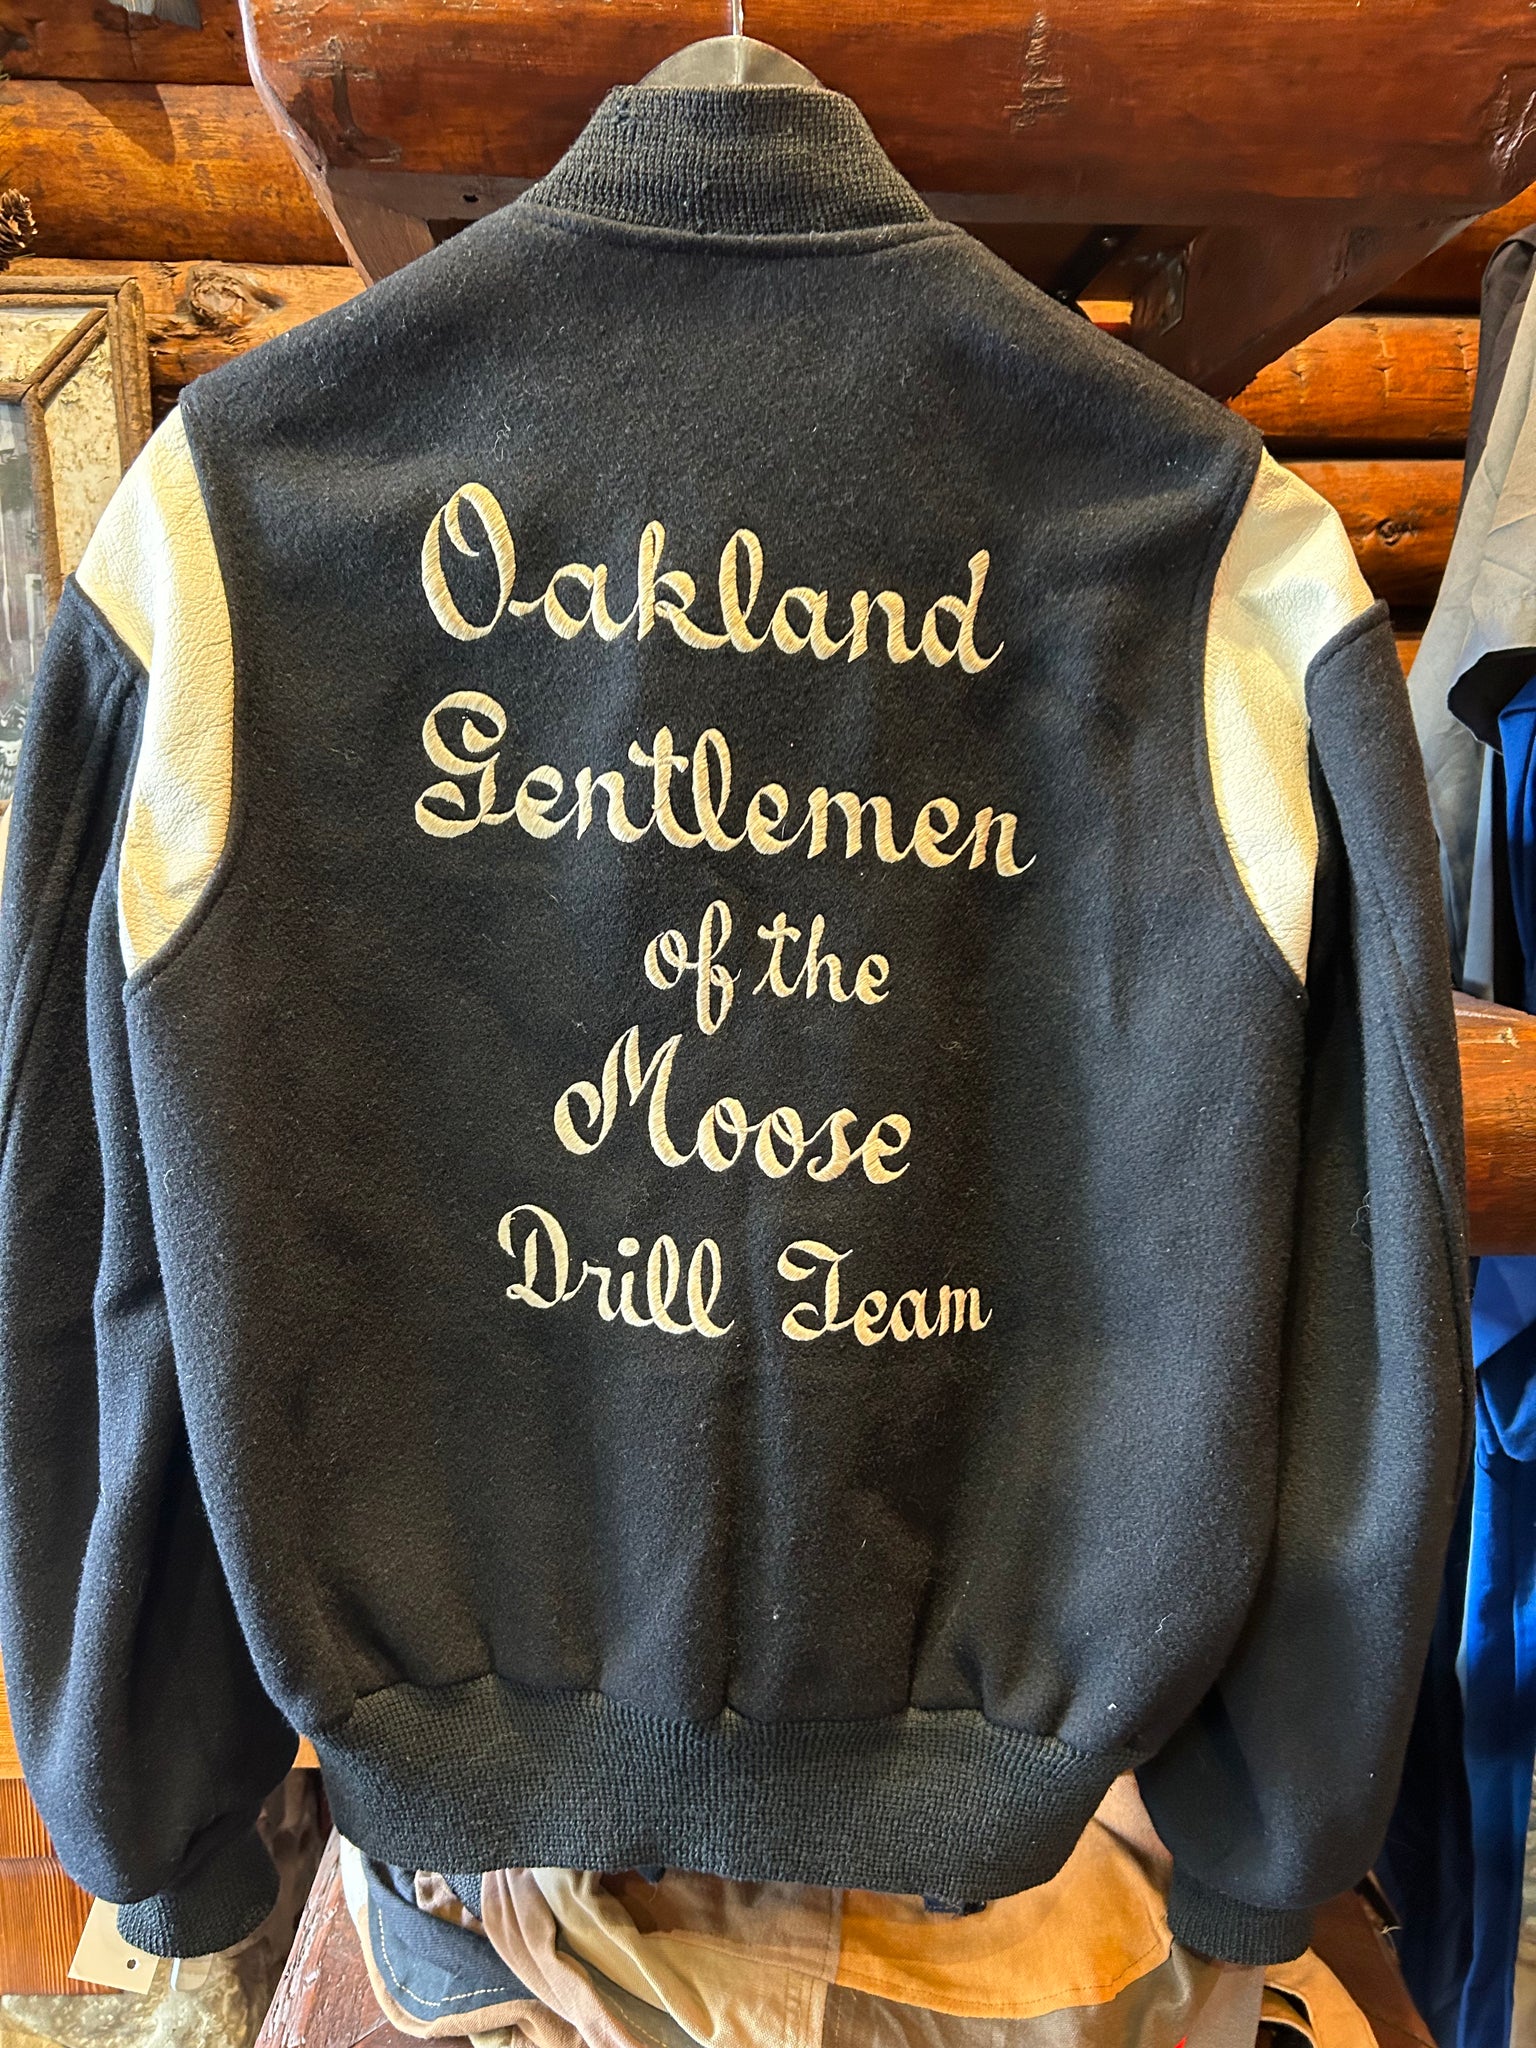 Oakland
Gentlemen
of the
Moose
Drill Team